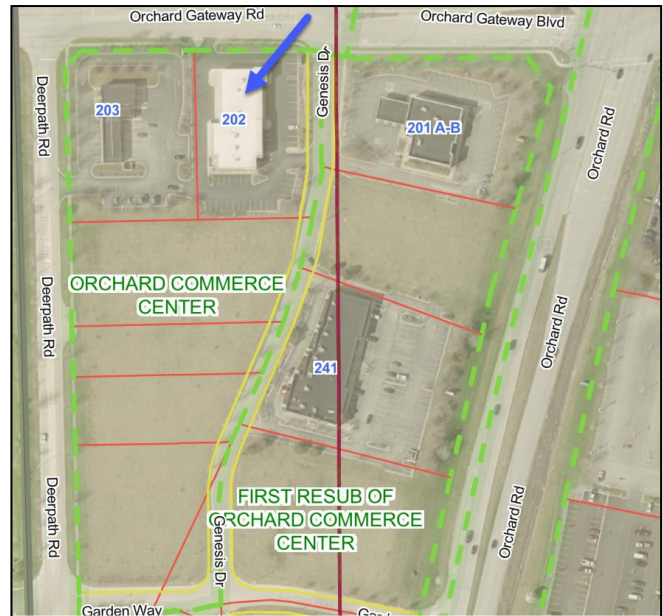 Orchard Gateway Rd
Orchard Gateway Blvd
Deerpath Rd
203
202
Genesis Dr
201 A-B
Orchard Rd
Deerpath Rd
ORCHARD COMMERCE
CENTER
Orchard Rd
241
Deerpath Rd
FIRST RESUB OF
ORCHARD COMMERCE
CENTER
Genesis Dr
Orchard Rd
Garden Way